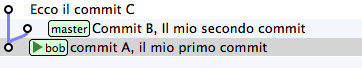 Ecco il commit C
master Commit B, Il mio secondo commit
bob commit A, il mio primo commit